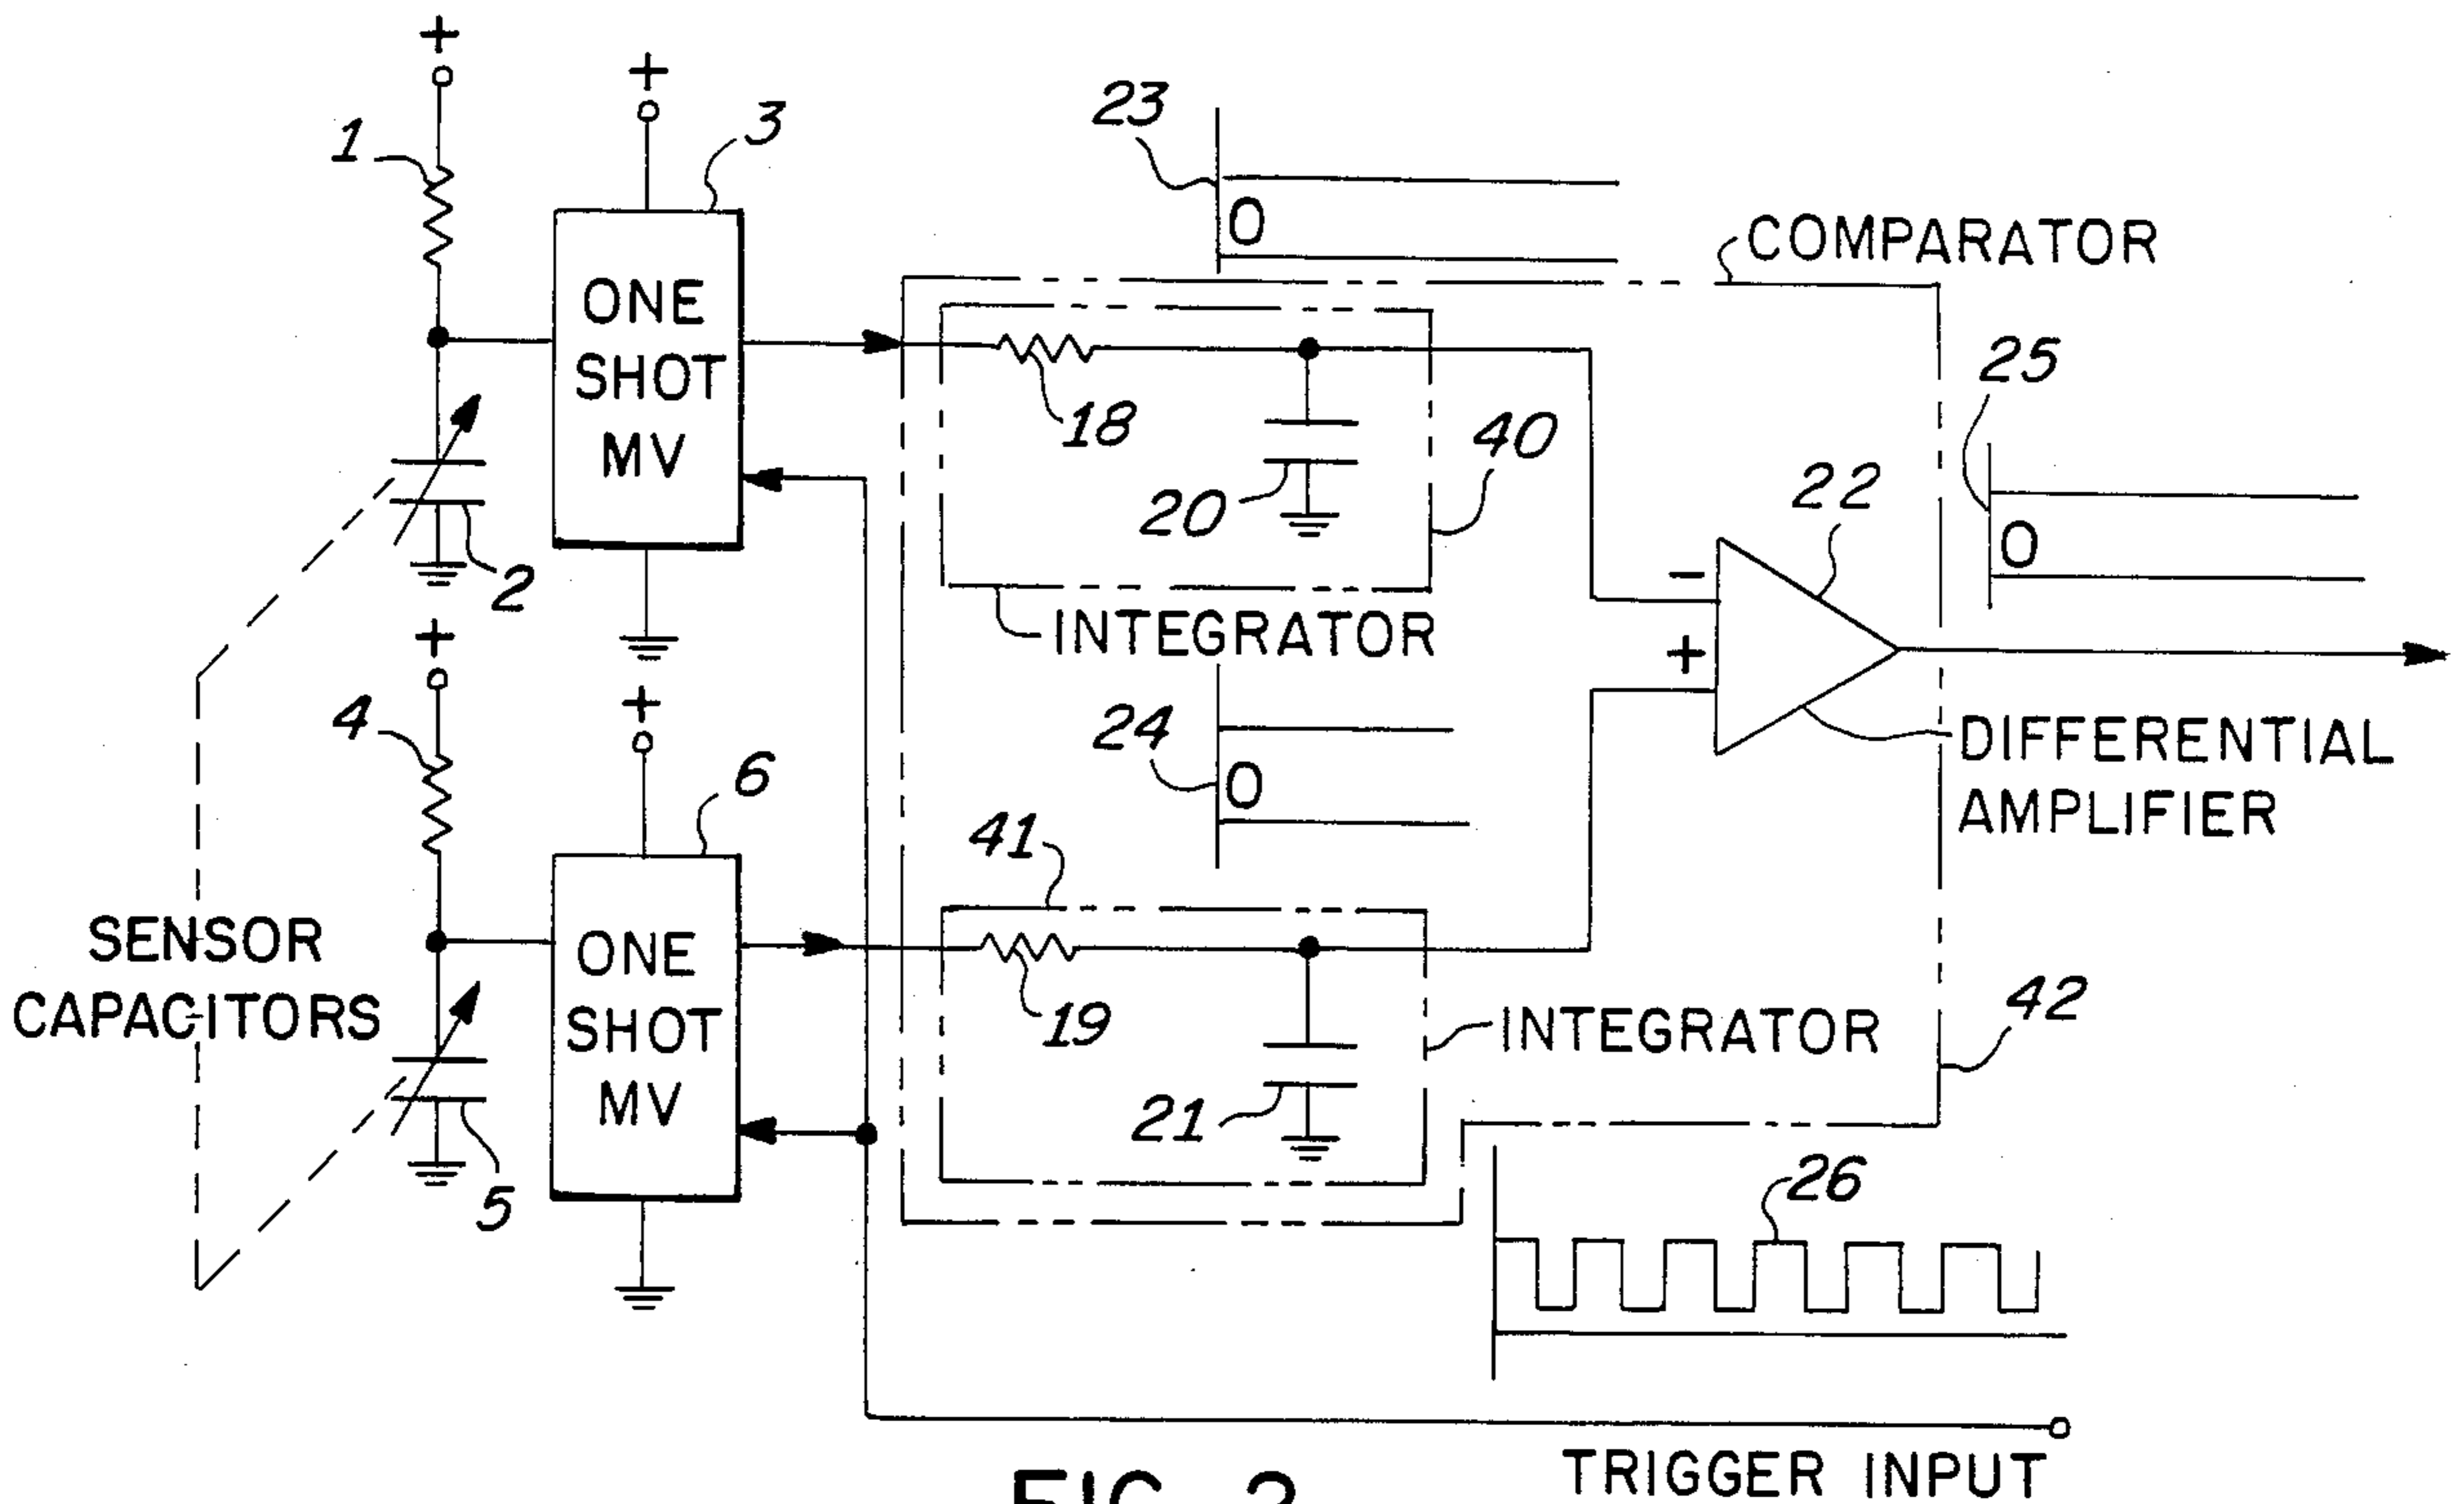 +
+
1
3
23
0
COMPARATOR
ONE
SHOT
MV
18
40
25
20
22
0
2
INTEGRATOR
−
+
+
+
4
6
24
0
DIFFERENTIAL
AMPLIFIER
41
SENSOR
CAPACITORS
ONE
SHOT
MV
19
INTEGRATOR
42
21
5
26
TRIGGER INPUT